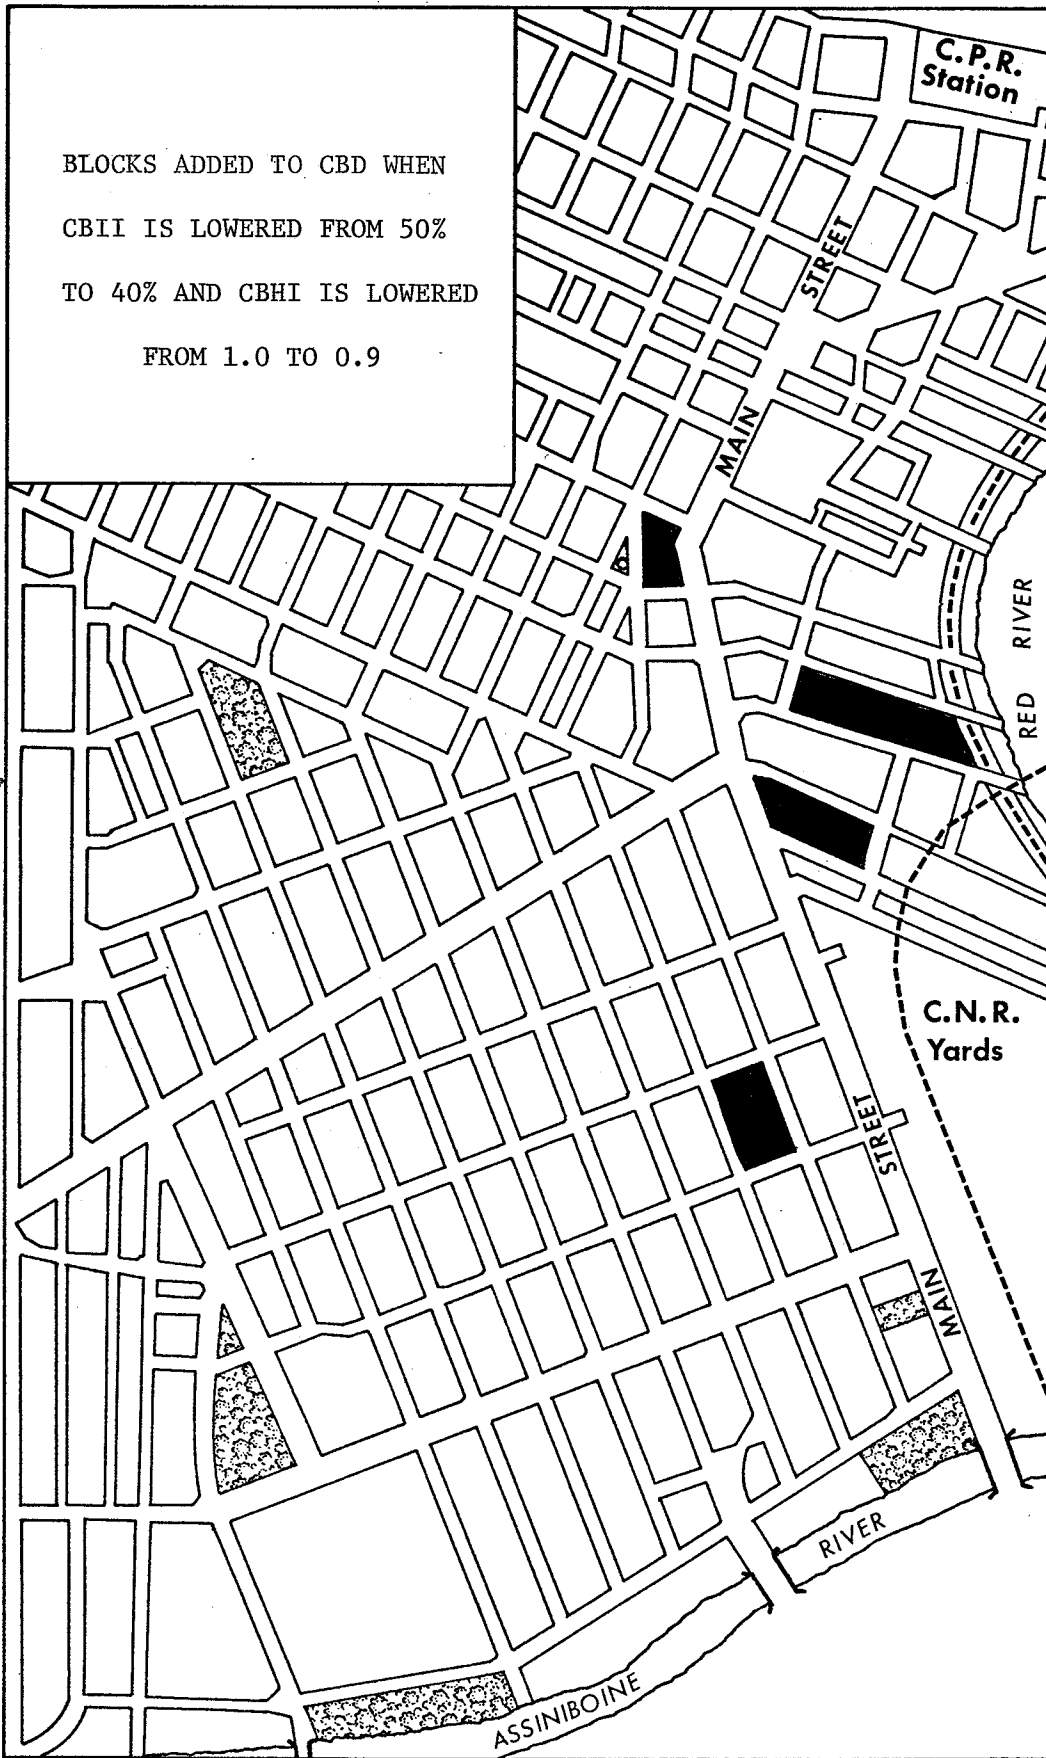 BLOCKS ADDED TO CBD WHEN
CBII IS LOWERED FROM 50%
TO 40% AND CBHI IS LOWERED
FROM 1.0 TO 0.9
C.P.R.
Station
STREET
MAIN
RED RIVER
C.N.R.
Yards
STREET
MAIN
RIVER
ASSINIBOINE